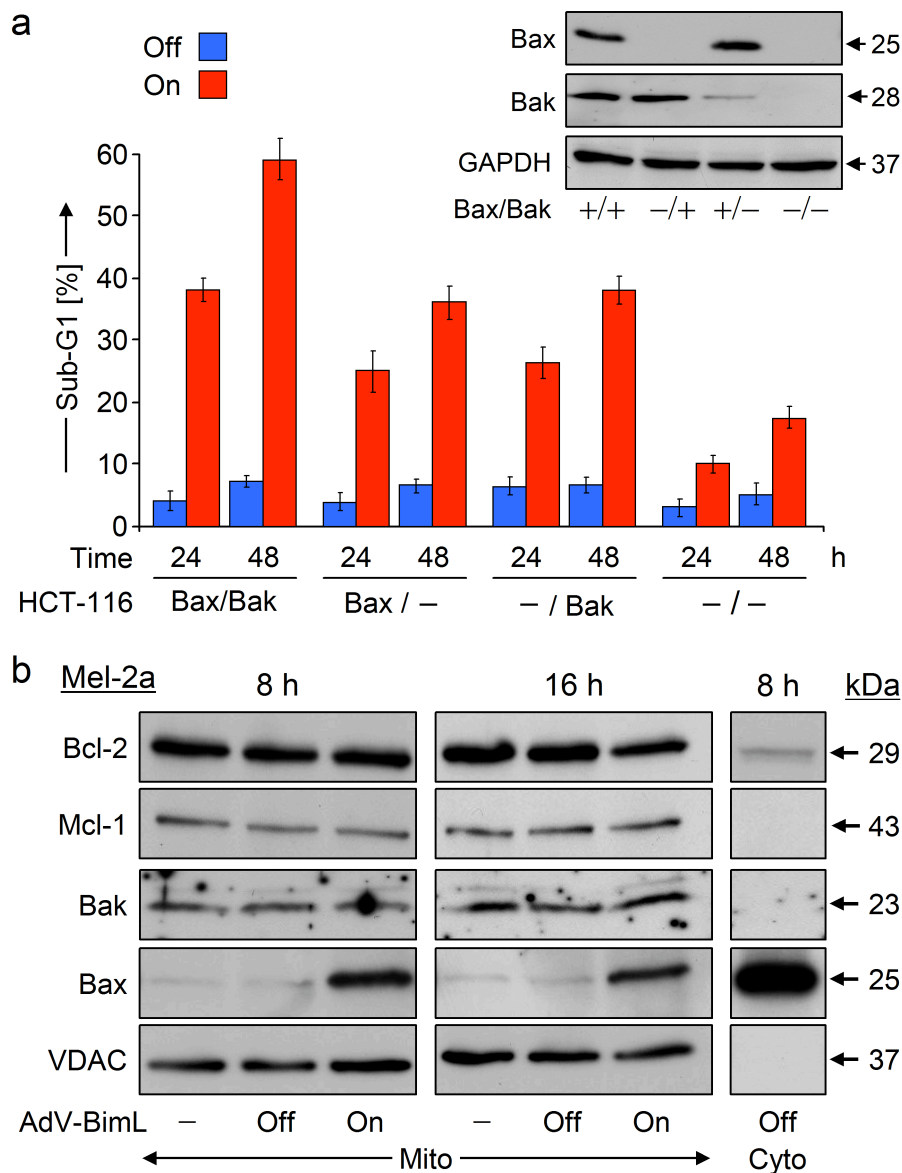 a
Off
On
Bax
25
Bak
28
GAPDH
37
Bax/Bak +/+ −/+ +/− −/−
Sub-G1 [%]
60
50
40
30
20
10
0
Time 24 48 24 48 24 48 24 48 h
HCT-116 Bax/Bak Bax / − − / Bak − / −
b
Mel-2a 8 h 16 h 8 h kDa
Bcl-2 29
Mcl-1 43
Bak 23
Bax 25
VDAC 37
AdV-BimL − Off On − Off On Off
Mito Cyto